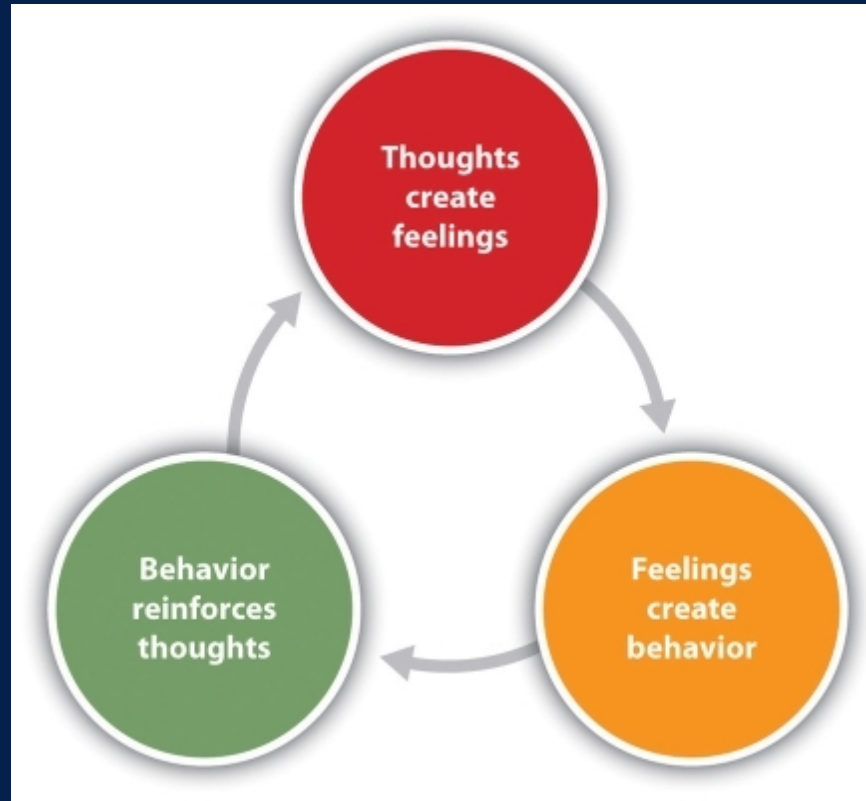 Thoughts
create
feelings
Feelings
create
behavior
Behavior
reinforces
thoughts